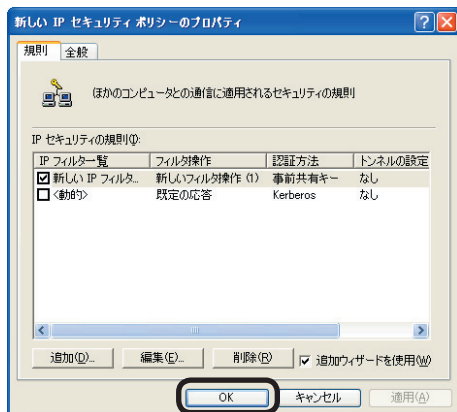 新しい IP セキュリティ ポリシーのプロパティ
規則 全般
ほかのコンピュータとの通信に適用されるセキュリティの規則
IP セキュリティの規則(I):
IP フィルタ一覧 フィルタ操作 認証方法 トンネルの設定
新しい IP フィルタ... 新しいフィルタ操作 (1) 事前共有キー なし
<動的> 既定の応答 Kerberos なし
追加(D)... 編集(E)... 削除(R) 追加ウィザードを使用(W)
OK キャンセル 適用(A)